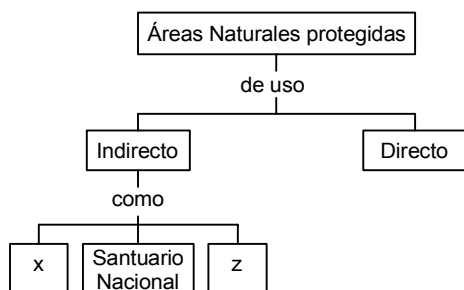 Áreas Naturales protegidas
de uso
Indirecto
Directo
como
x
Santuario
Nacional
z